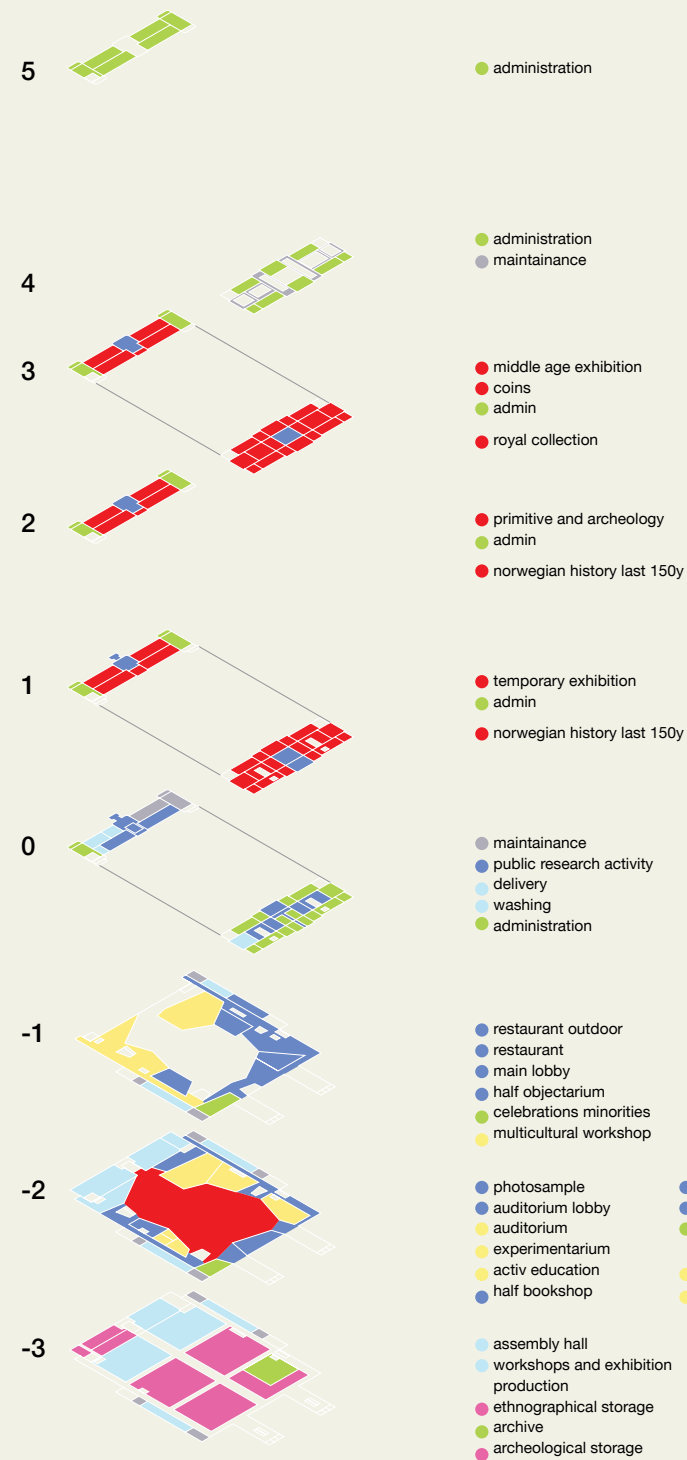 5
administration
administration
maintainance
4
3
middle age exhibition
coins
admin
royal collection
2
primitive and archeology
admin
norwegian history last 150y
1
temporary exhibition
admin
norwegian history last 150y
0
maintainance
public research activity
delivery
washing
administration
-1
restaurant outdoor
restaurant
main lobby
half objectarium
celebrations minorities
multicultural workshop
-2
photosample
auditorium lobby
auditorium
experimentarium
activ education
half bookshop
-3
assembly hall
workshops and exhibition
production
ethnographical storage
archive
archeological storage